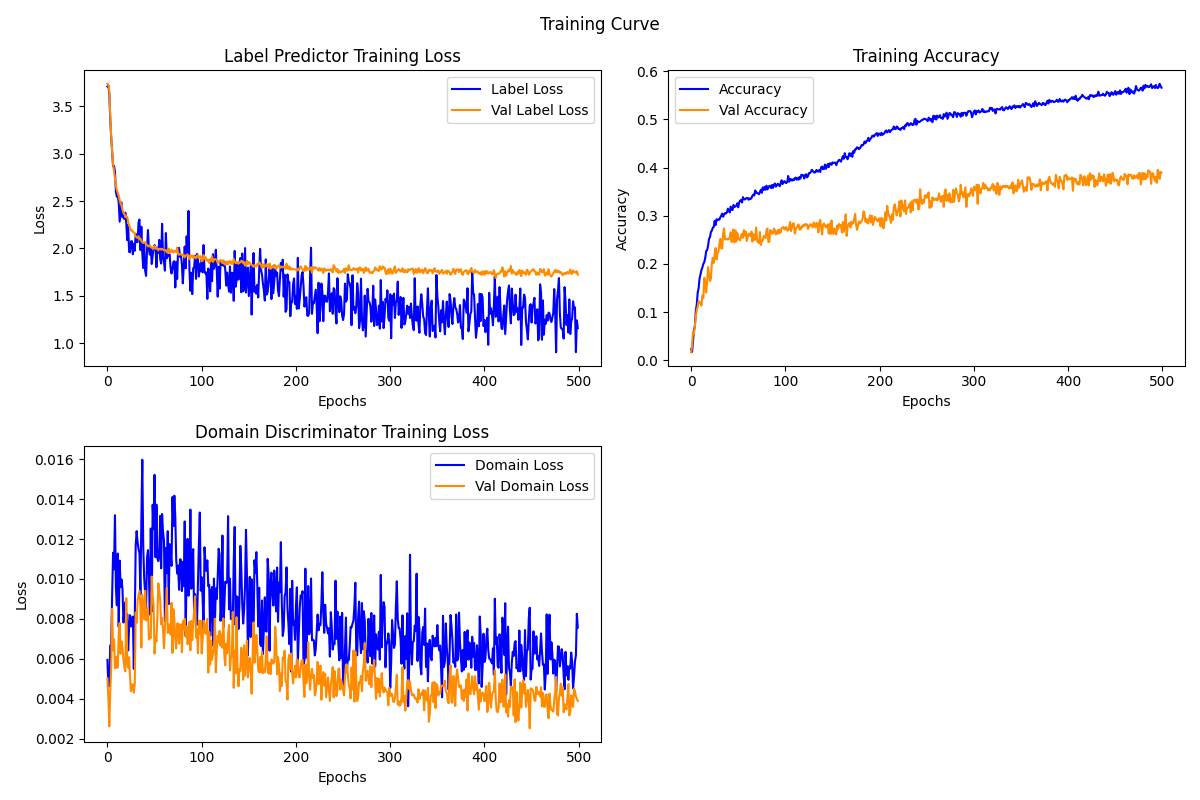 Training Curve
Label Predictor Training Loss
Label Loss
Val Label Loss
3.5
3.0
2.5
2.0
1.5
1.0
Loss
0
100
200
300
400
500
Epochs
Training Accuracy
Accuracy
Val Accuracy
0.6
0.5
0.4
0.3
0.2
0.1
0.0
Accuracy
0
100
200
300
400
500
Epochs
Domain Discriminator Training Loss
Domain Loss
Val Domain Loss
0.016
0.014
0.012
0.010
0.008
0.006
0.004
0.002
Loss
0
100
200
300
400
500
Epochs